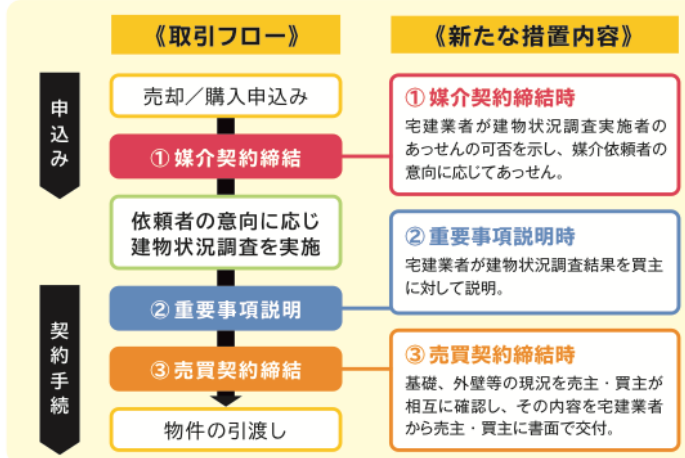 《取引フロー》
申込み
売却／購入申込み
①媒介契約締結
依頼者の意向に応じ
建物状況調査を実施
契約手続
②重要事項説明
③売買契約締結
物件の引渡し
《新たな措置内容》
①媒介契約締結時
宅建業者が建物状況調査実施者の
あっせんの可否を示し、媒介依頼者の
意向に応じてあっせん。
②重要事項説明時
宅建業者が建物状況調査結果を買主
に対して説明。
③売買契約締結時
基礎、外壁等の現況を売主・買主が
相互に確認し、その内容を宅建業者
から売主・買主に書面で交付。